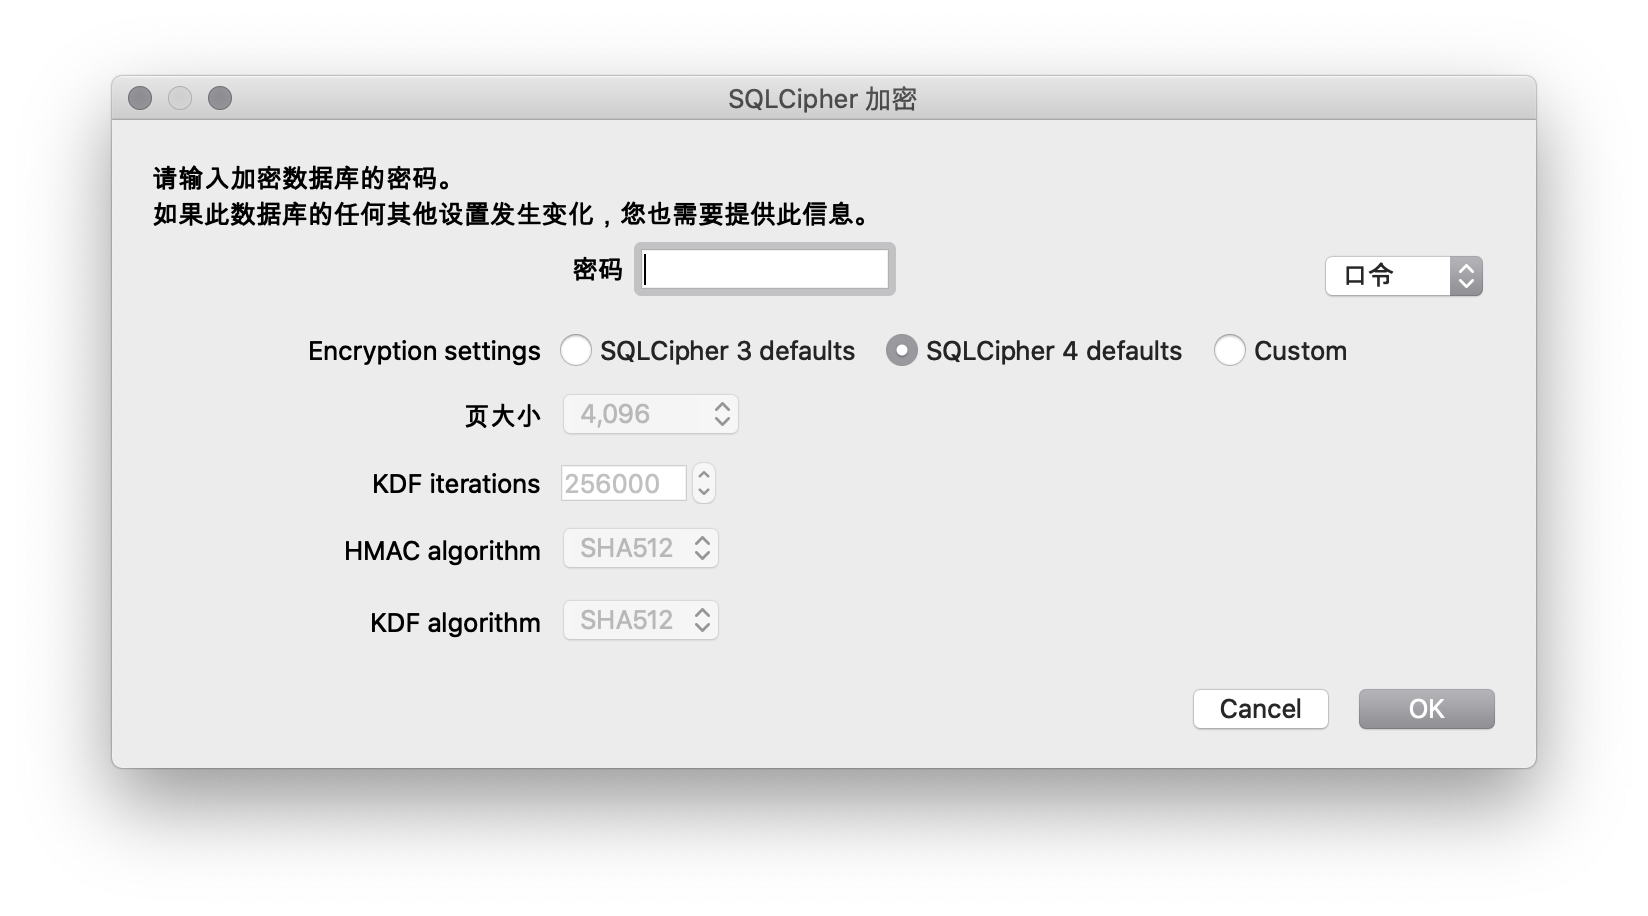 SQLCipher 加密
请输入加密数据库的密码。
如果此数据库的任何其他设置发生变化，您也需要提供此信息。
密码 口令
Encryption settings SQLCipher 3 defaults SQLCipher 4 defaults Custom
页大小 4,096
KDF iterations 256000
HMAC algorithm SHA512
KDF algorithm SHA512
Cancel OK